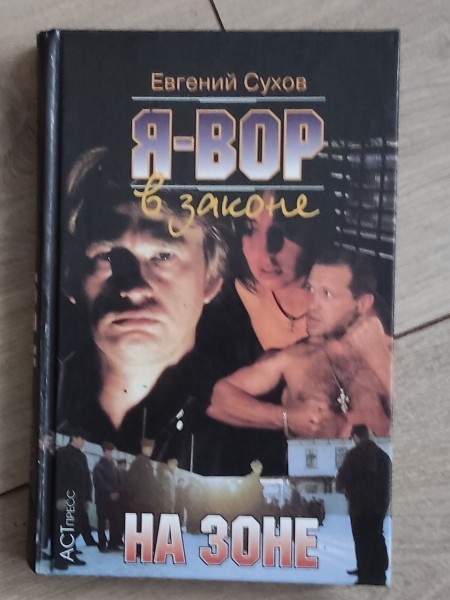 Евгений Сухов
Я-ВОР
в законе
АСТ ПРЕСС
НА ЗОНЕ